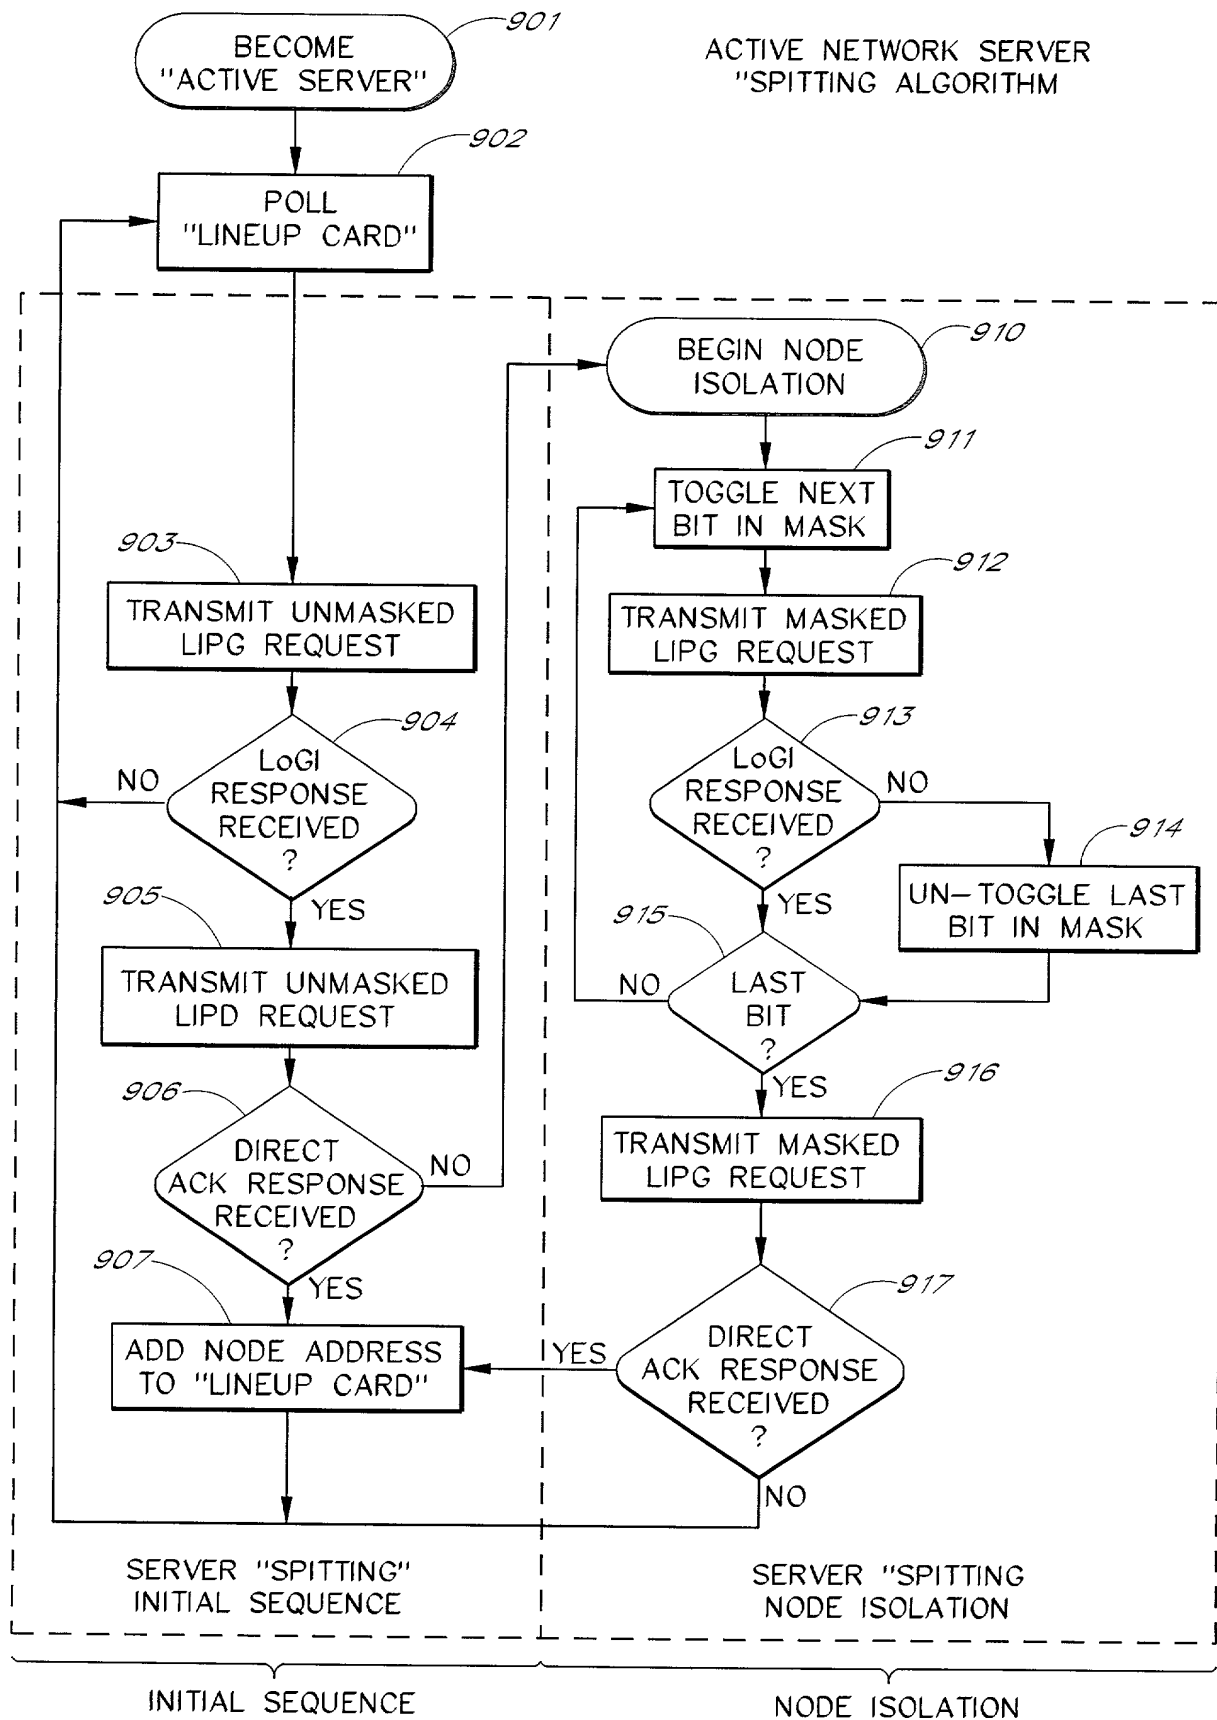 901
BECOME
"ACTIVE SERVER"
ACTIVE NETWORK SERVER
"SPITTING ALGORITHM
902
POLL
"LINEUP CARD"
903
TRANSMIT UNMASKED
LIPG REQUEST
904
LoGI
RESPONSE
RECEIVED
?
NO
YES
905
TRANSMIT UNMASKED
LIPD REQUEST
906
DIRECT
ACK RESPONSE
RECEIVED
?
NO
YES
907
ADD NODE ADDRESS
TO "LINEUP CARD"
SERVER "SPITTING"
INITIAL SEQUENCE
INITIAL SEQUENCE
910
BEGIN NODE
ISOLATION
911
TOGGLE NEXT
BIT IN MASK
912
TRANSMIT MASKED
LIPG REQUEST
913
LoGI
RESPONSE
RECEIVED
?
NO
YES
914
UN-TOGGLE LAST
BIT IN MASK
915
LAST
BIT
?
NO
YES
916
TRANSMIT MASKED
LIPG REQUEST
917
DIRECT
ACK RESPONSE
RECEIVED
?
YES
NO
SERVER "SPITTING
NODE ISOLATION
NODE ISOLATION